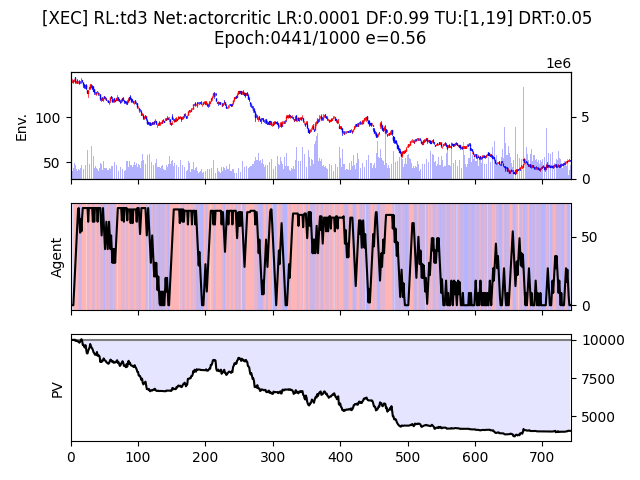 [XEC] RL:td3 Net:actorcritic LR:0.0001 DF:0.99 TU:[1,19] DRT:0.05
Epoch:0441/1000 e=0.56
1e6
Env.
100
50
5
0
Agent
50
0
PV
10000
7500
5000
0 100 200 300 400 500 600 700